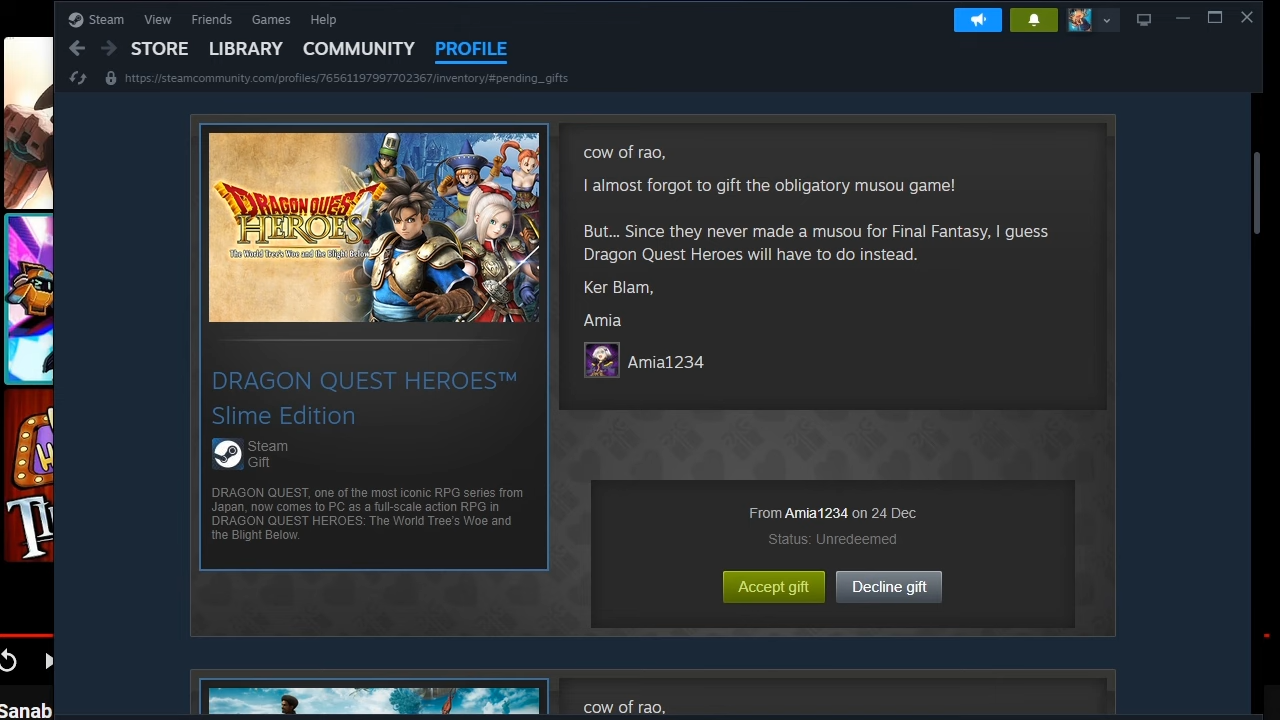 Steam View Friends Games Help
STORE LIBRARY COMMUNITY PROFILE
https://steamcommunity.com/profiles/76561197997702367/inventory/#pending_gifts
DRAGON QUEST
HEROES
The World Tree's Woe and the Blight Below
DRAGON QUEST HEROES™
Slime Edition
Steam
Gift
DRAGON QUEST, one of the most iconic RPG series from
Japan, now comes to PC as a full-scale action RPG in
DRAGON QUEST HEROES: The World Tree's Woe and
the Blight Below.
cow of rao,
I almost forgot to gift the obligatory musou game!
But... Since they never made a musou for Final Fantasy, I guess
Dragon Quest Heroes will have to do instead.
Ker Blam,
Amia
Amia1234
From Amia1234 on 24 Dec
Status: Unredeemed
Accept gift Decline gift
cow of rao,
Sanab